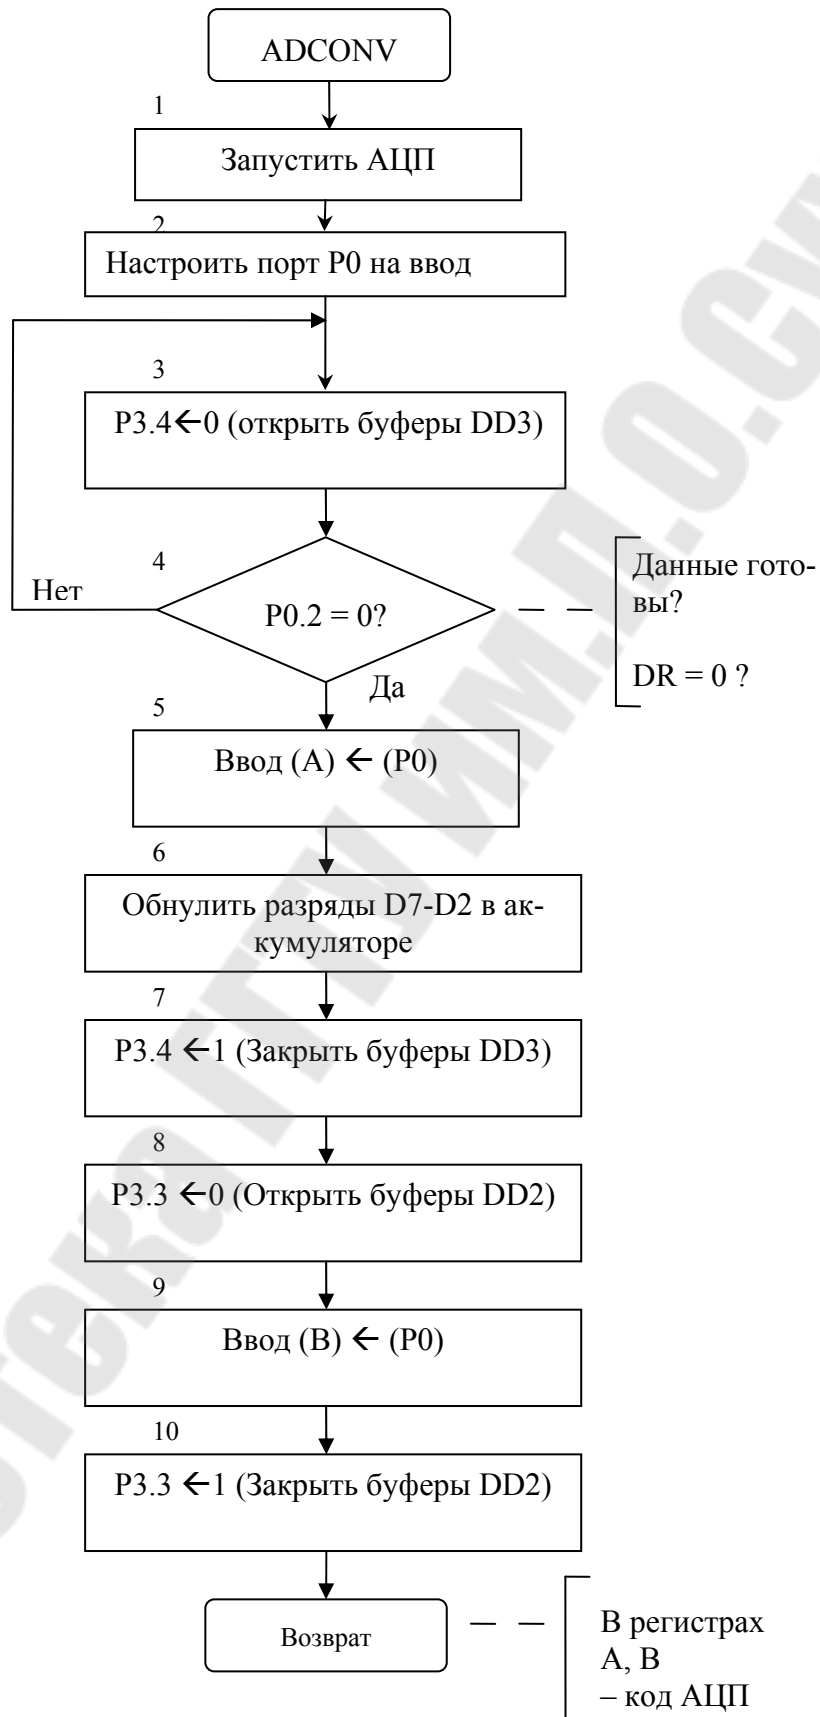 ADCONV
1
Запустить АЦП
2
Настроить порт P0 на ввод
3
P3.4←0 (открыть буферы DD3)
4
Нет
P0.2 = 0?
Данные гото-
вы?
DR = 0 ?
Да
5
Ввод (A) ← (P0)
6
Обнулить разряды D7-D2 в ак-
кумуляторе
7
P3.4 ←1 (Закрыть буферы DD3)
8
P3.3 ←0 (Открыть буферы DD2)
9
Ввод (B) ← (P0)
10
P3.3 ←1 (Закрыть буферы DD2)
Возврат
В регистрах
A, B
– код АЦП
ГГТУ им.П.О.Су